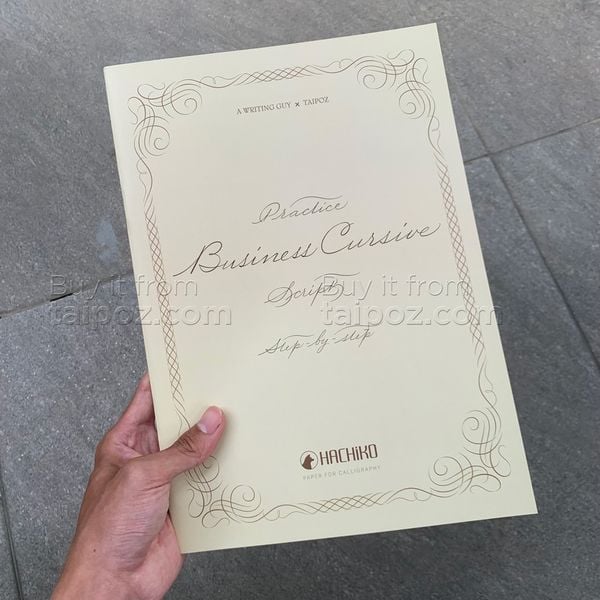 A WRITING GUY × TAIPOZ
Practice
Business Cursive
Script
Step-by-step
HACHIKO
PAPER FOR CALLIGRAPHY
Buy it from
taipoz.com
Buy it from
taipoz.com